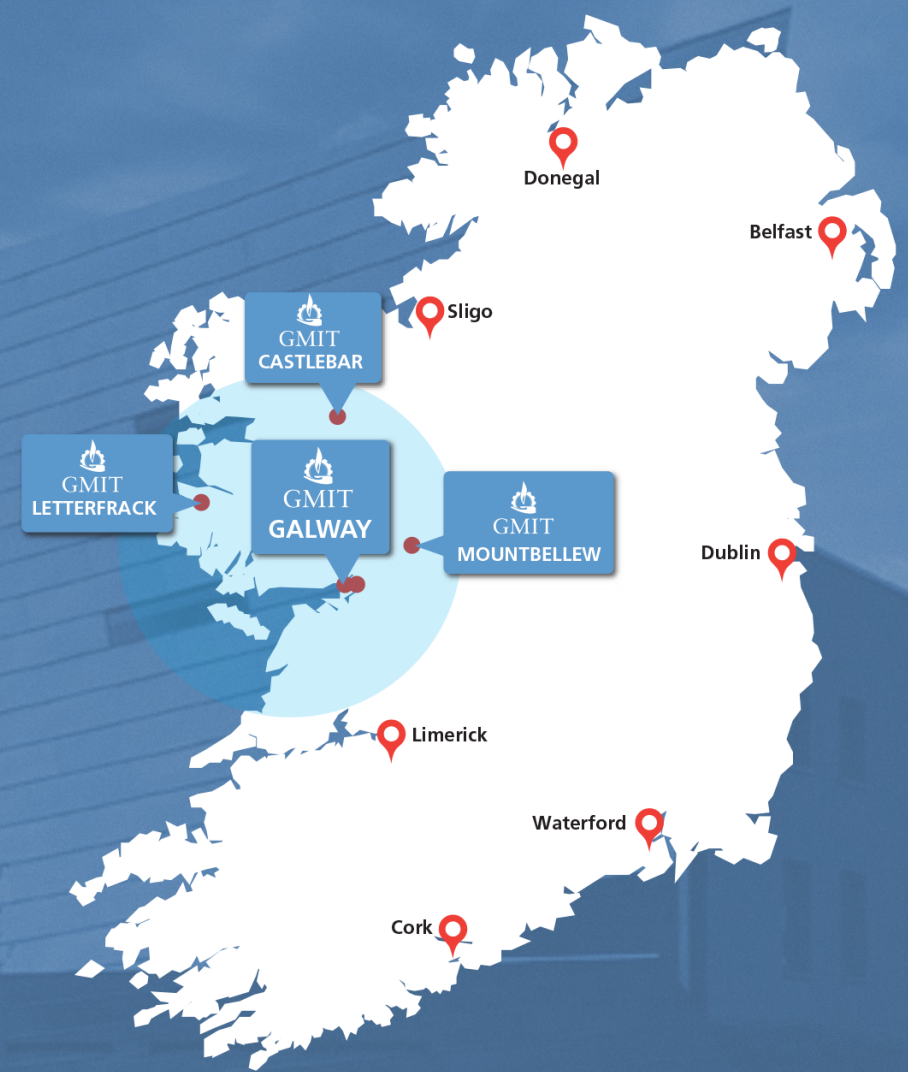 Donegal
Belfast
Sligo
GMIT
CASTLEBAR
GMIT
LETTERFRACK
GMIT
GALWAY
GMIT
MOUNTBELLEW
Dublin
Limerick
Waterford
Cork